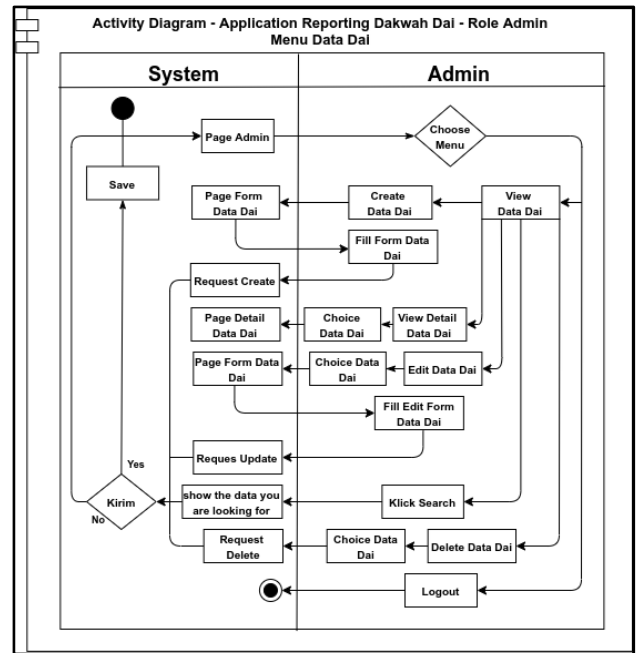 Activity Diagram - Application Reporting Dakwah Dai - Role Admin
Menu Data Dai
System
Admin
Page Admin
Choose
Menu
Save
Page Form
Data Dai
Create
Data Dai
View
Data Dai
Fill Form Data
Dai
Request Create
Page Detail
Data Dai
Choice
Data Dai
View Detail
Data Dai
Page Form Data
Dai
Choice Data
Dai
Edit Data Dai
Fill Edit Form
Data Dai
Reques Update
Yes
Kirim
No
show the data you
are looking for
Klick Search
Request
Delete
Choice Data
Dai
Delete Data Dai
Logout